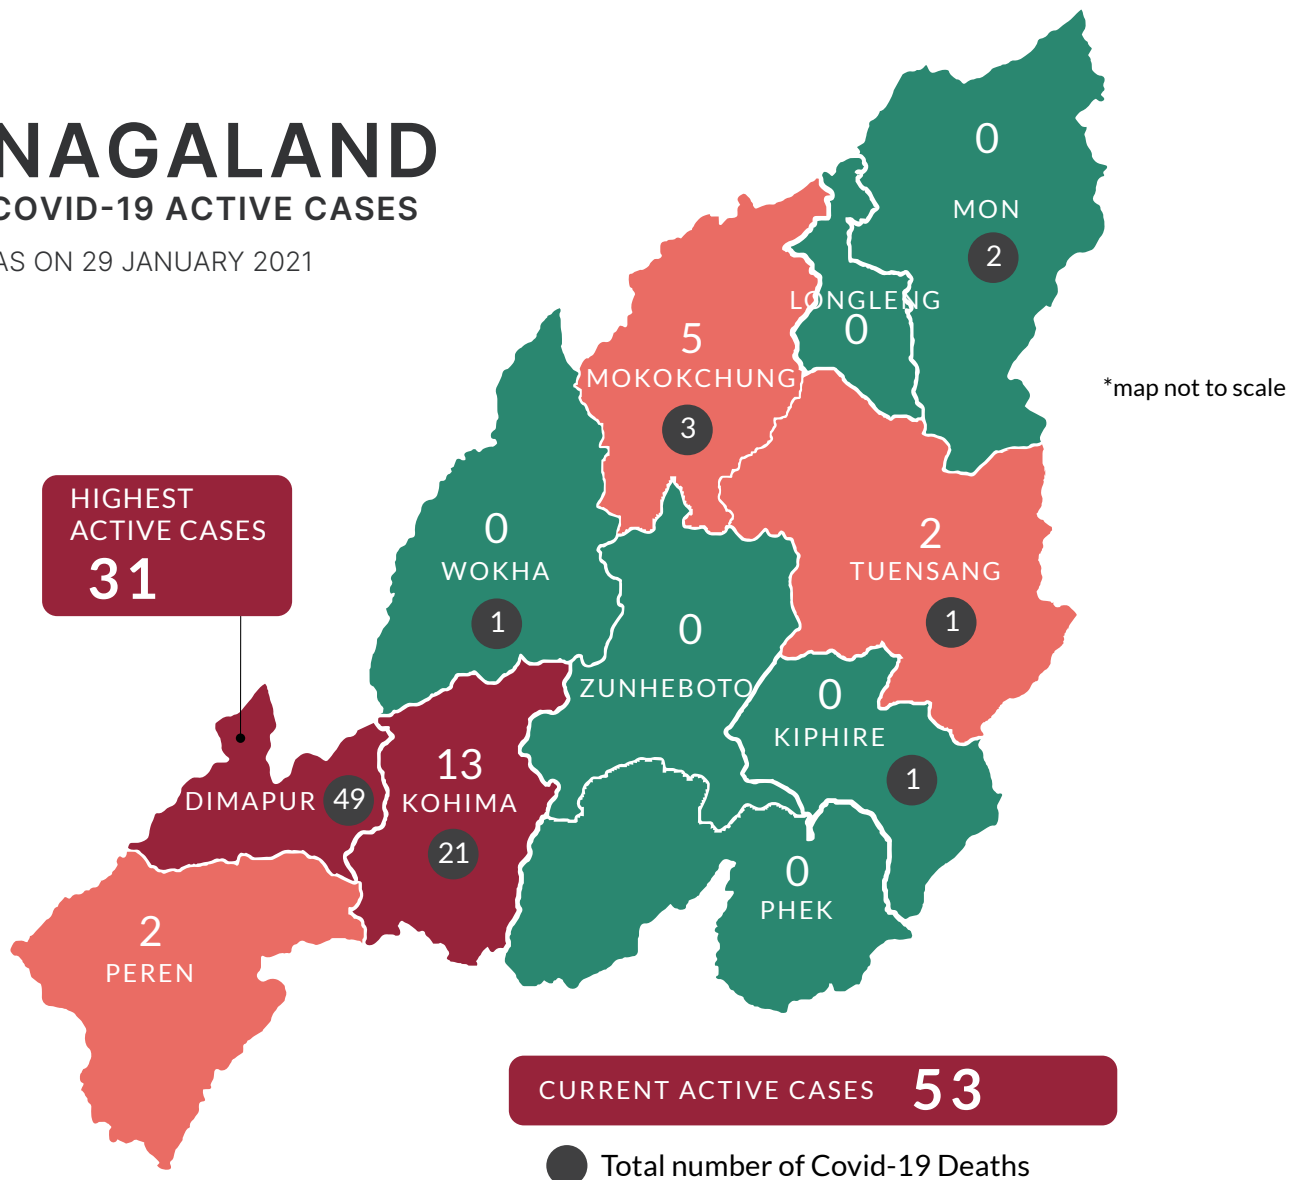 NAGALAND
COVID-19 ACTIVE CASES
AS ON 29 JANUARY 2021
0
MON
2
LONGLENG
0
5
MOKOKCHUNG
3
*map not to scale
HIGHEST
ACTIVE CASES
31
0
WOKHA
1
2
TUENSANG
1
0
ZUNHEBOTO
0
KIPHIRE
1
13
KOHIMA
21
DIMAPUR 49
0
PHEK
2
PEREN
CURRENT ACTIVE CASES 53
Total number of Covid-19 Deaths